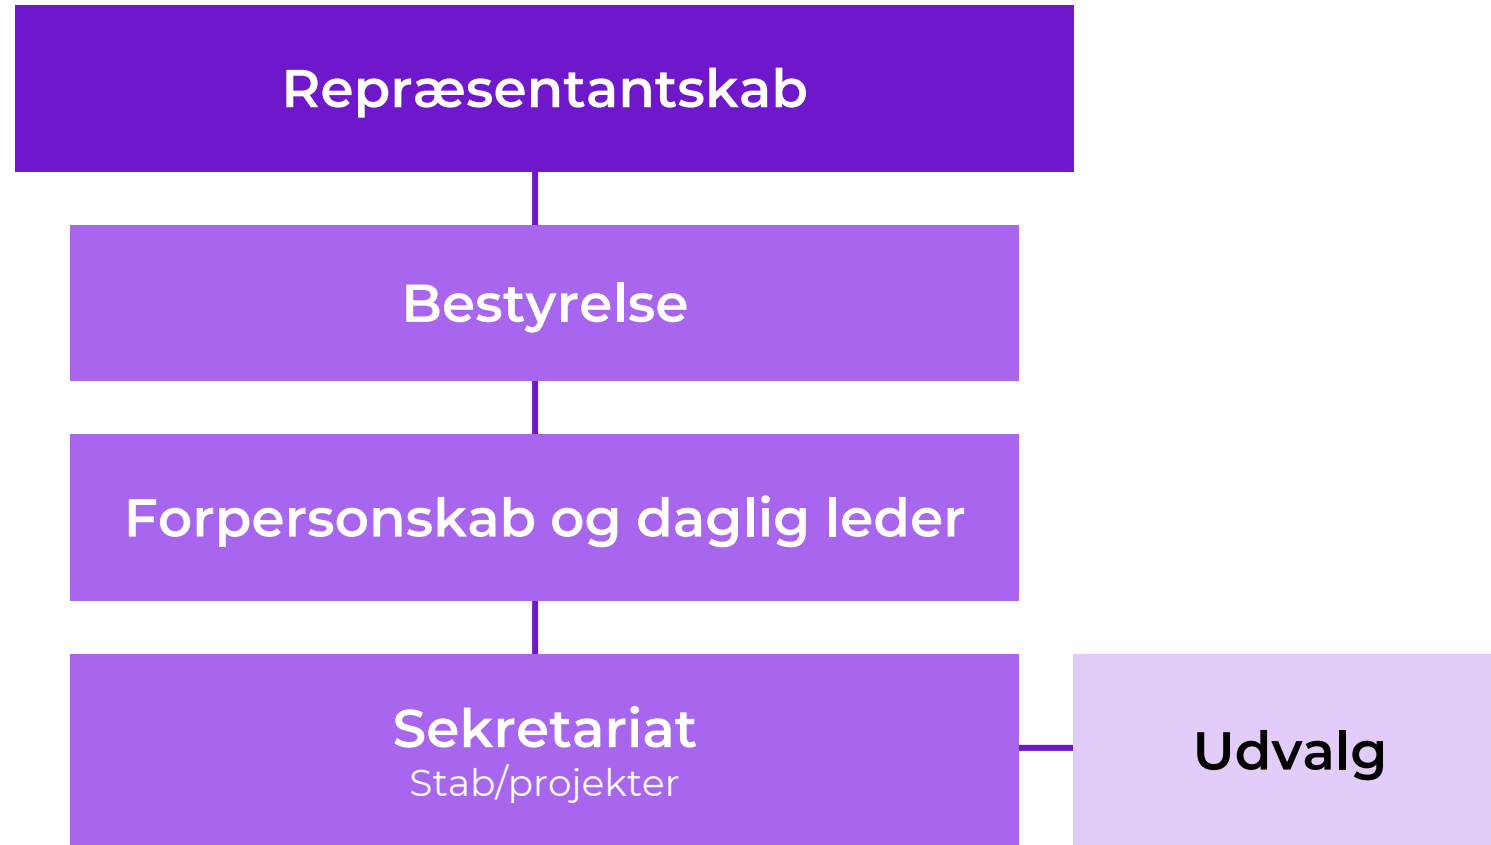 Repræsentantskab
Bestyrelse
Forpersonskab og daglig leder
Sekretariat
Stab/projekter
Udvalg